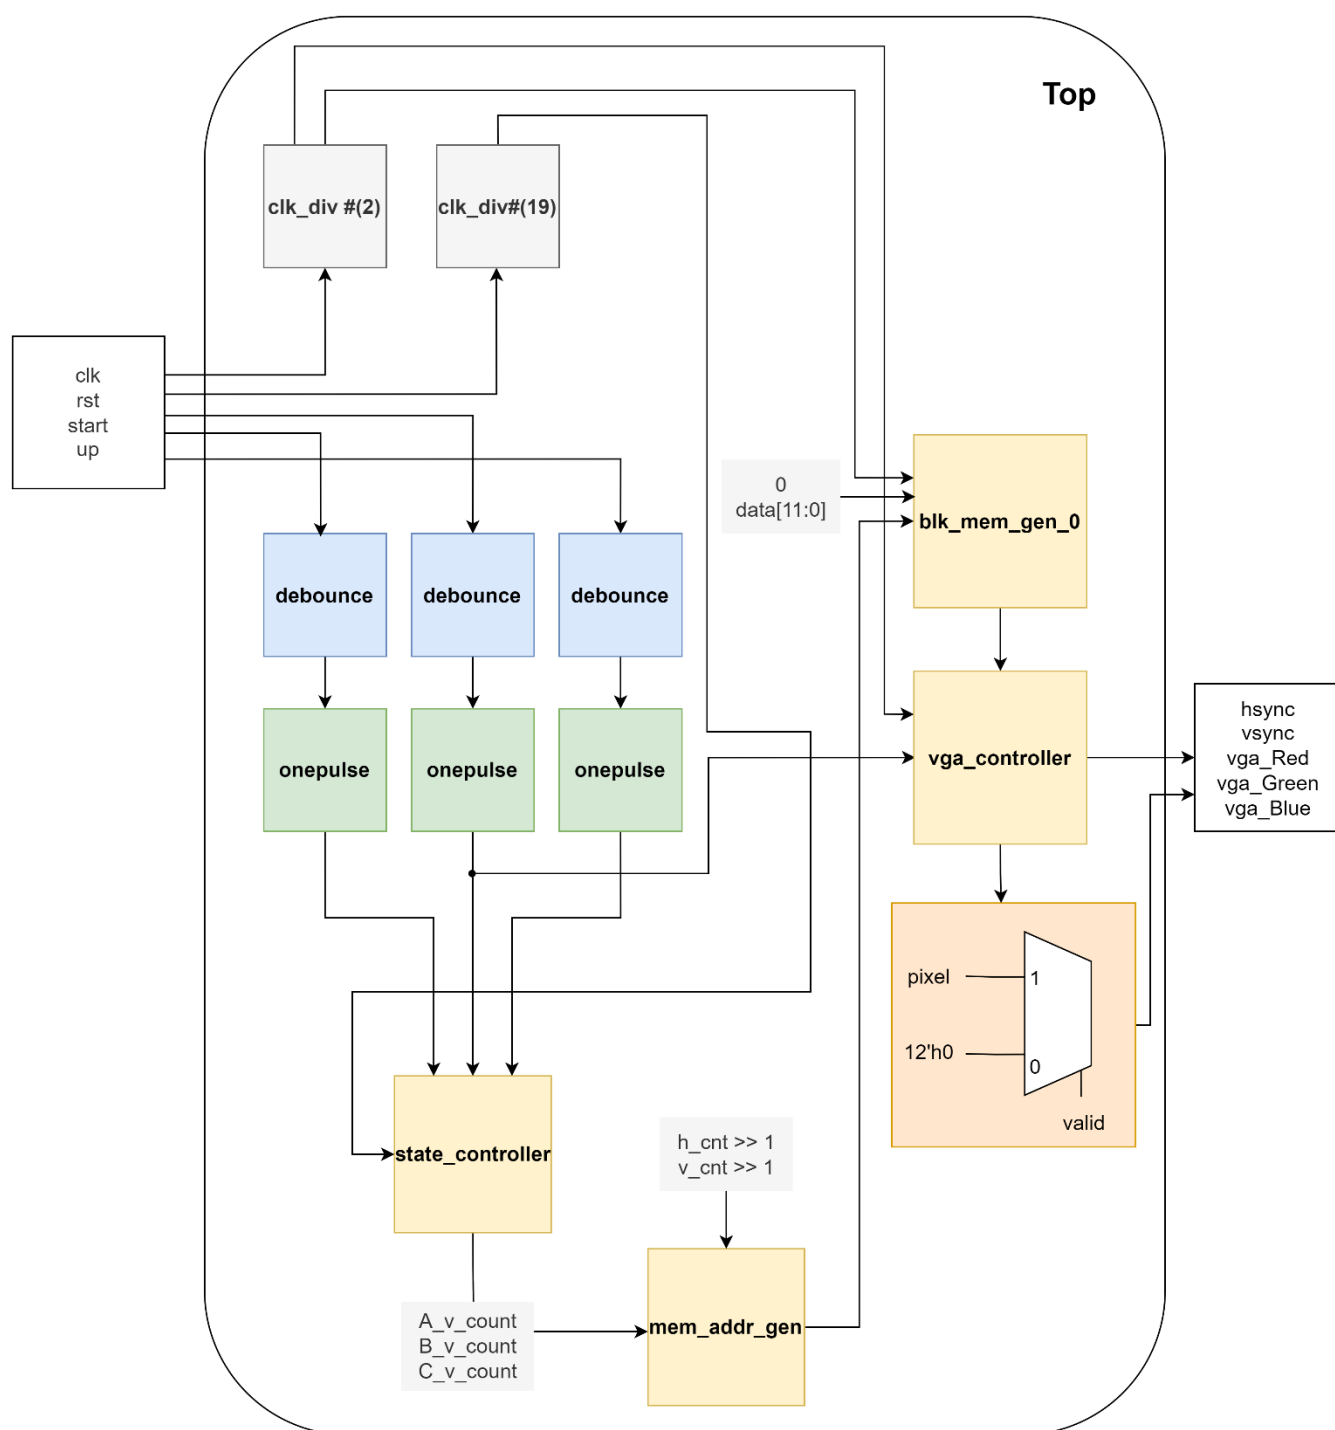 Top
clk_div #(2)
clk_div#(19)
clk
rst
start
up
0
data[11:0]
blk_mem_gen_0
debounce
debounce
debounce
onepulse
onepulse
onepulse
vga_controller
hsync
vsync
vga_Red
vga_Green
vga_Blue
pixel
1
12'h0
0
valid
state_controller
h_cnt >> 1
v_cnt >> 1
A_v_count
B_v_count
C_v_count
mem_addr_gen